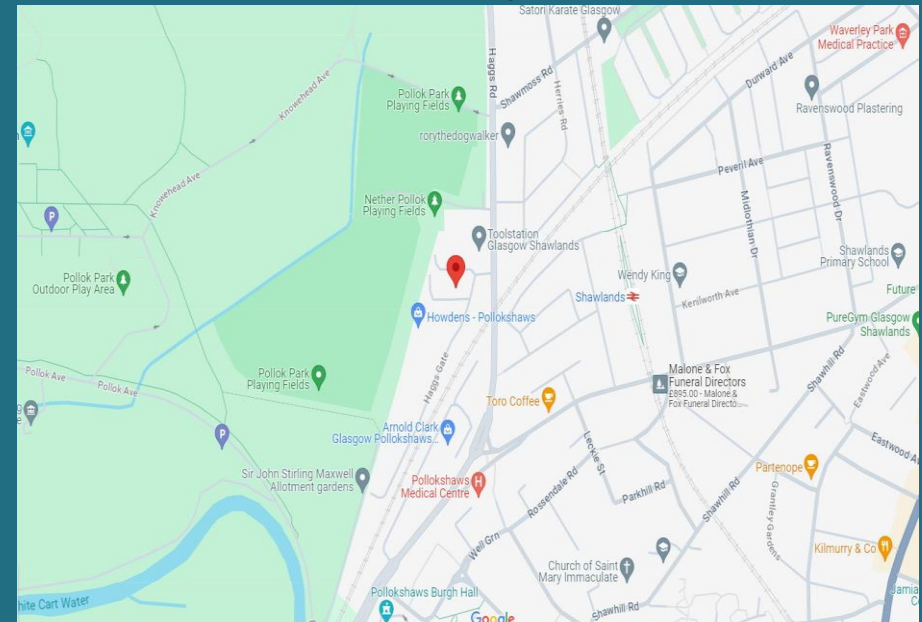 Satori Karate Glasgow
Waverley Park
Medical Practice
Haggs Rd
Shawmoss Rd
Herries Rd
Durward Ave
Knowehead Ave
Pollok Park
Playing Fields
Ravenswood Plastering
rorythedogwalker
Peveril Ave
Ravenswood Dr
Midlothian Dr
Knowehead Ave
Nether Pollok
Playing Fields
P
Toolstation
Glasgow Shawlands
Shawlands
Primary School
Wendy King
Pollok Park
Outdoor Play Area
Shawlands
Kenilworth Ave
Future
Howdens - Pollokshaws
PureGym Glasgow
Shawlands
Pollok Ave
Pollok Ave
Pollok Park
Playing Fields
Haggs Gate
Malone & Fox
Funeral Directors
£895.00 - Malone &
Fox Funeral Directo...
Shawhill Rd
Eastwood Ave
Toro Coffee
Arnold Clark
Glasgow Pollokshaws...
P
Leckie St
Eastwood Av
Sir John Stirling Maxwell
Allotment gardens
Pollokshaws
Medical Centre
H
Rossendale Rd
Parkhill Rd
Shawhill Rd
Partenope
Grantley Gardens
Well Grn
Kilmurry & Co
Church of Saint
Mary Immaculate
Pollokshaws Burgh Hall
Jamia
hite Cart Water
Shawhill Rd
Google